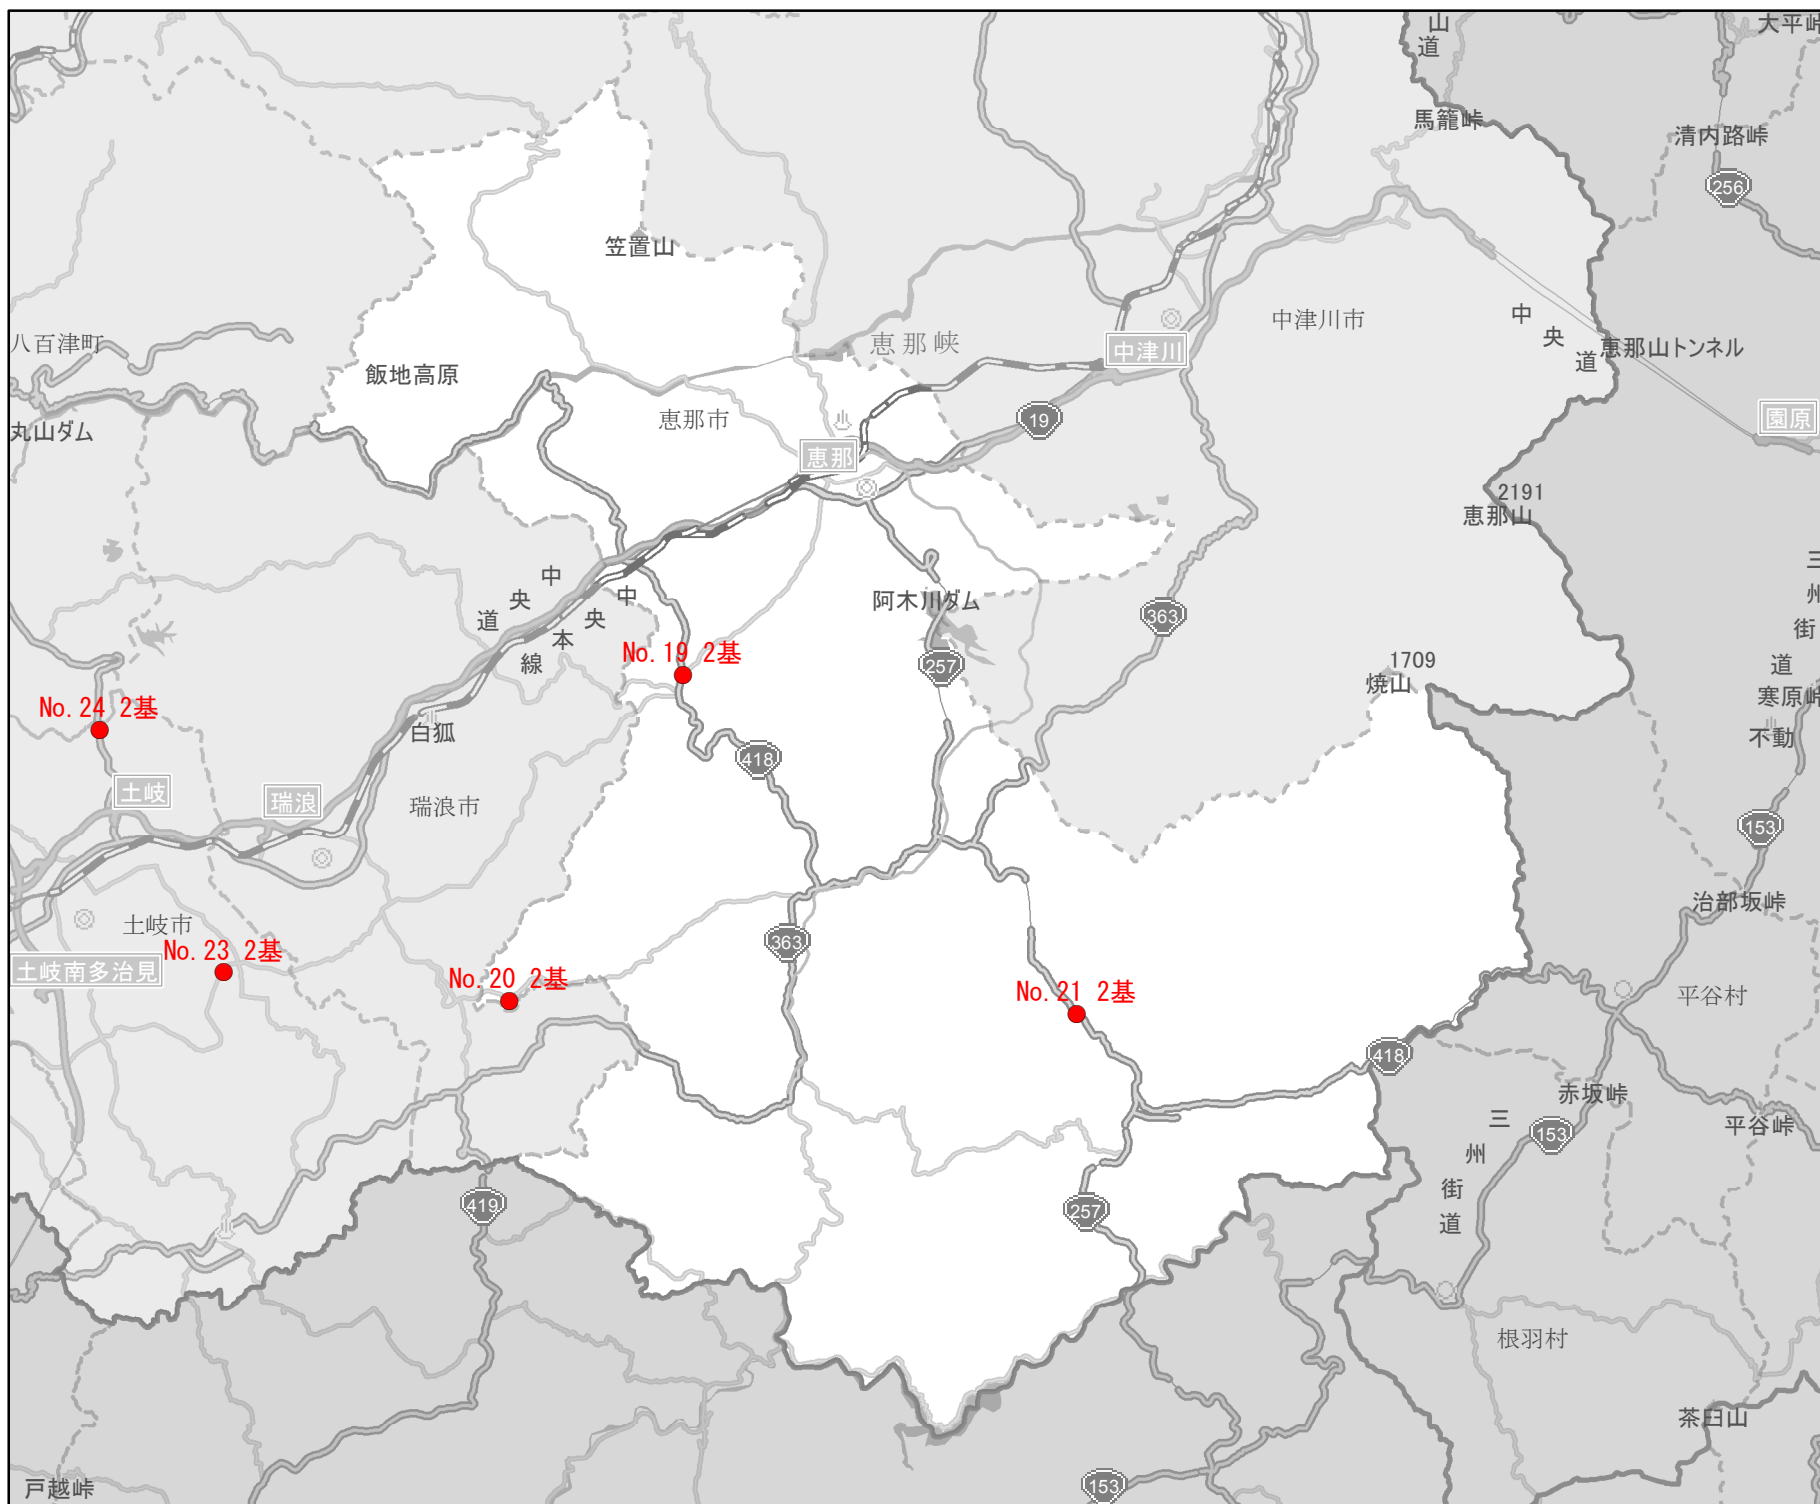 山
道
大平峠
馬籠峠
清内路峠
256
笠置山
中津川市
中
央
道
恵那峡
八百津町
中津川
恵那山トンネル
飯地高原
恵那市
19
園原
丸山ダム
恵那
2191
恵那山
三
州
街
道
中
央
道
中
央
本
線
阿木川ダム
363
No.19 2基
257
1709
焼山
寒原峠
No.24 2基
白狐
不動
418
土岐
瑞浪
瑞浪市
153
治部坂峠
土岐市
363
No.23 2基
土岐南多治見
No.20 2基
No.21 2基
平谷村
418
赤坂峠
三
州
街
道
153
平谷峠
419
257
根羽村
茶臼山
戸越峠
153